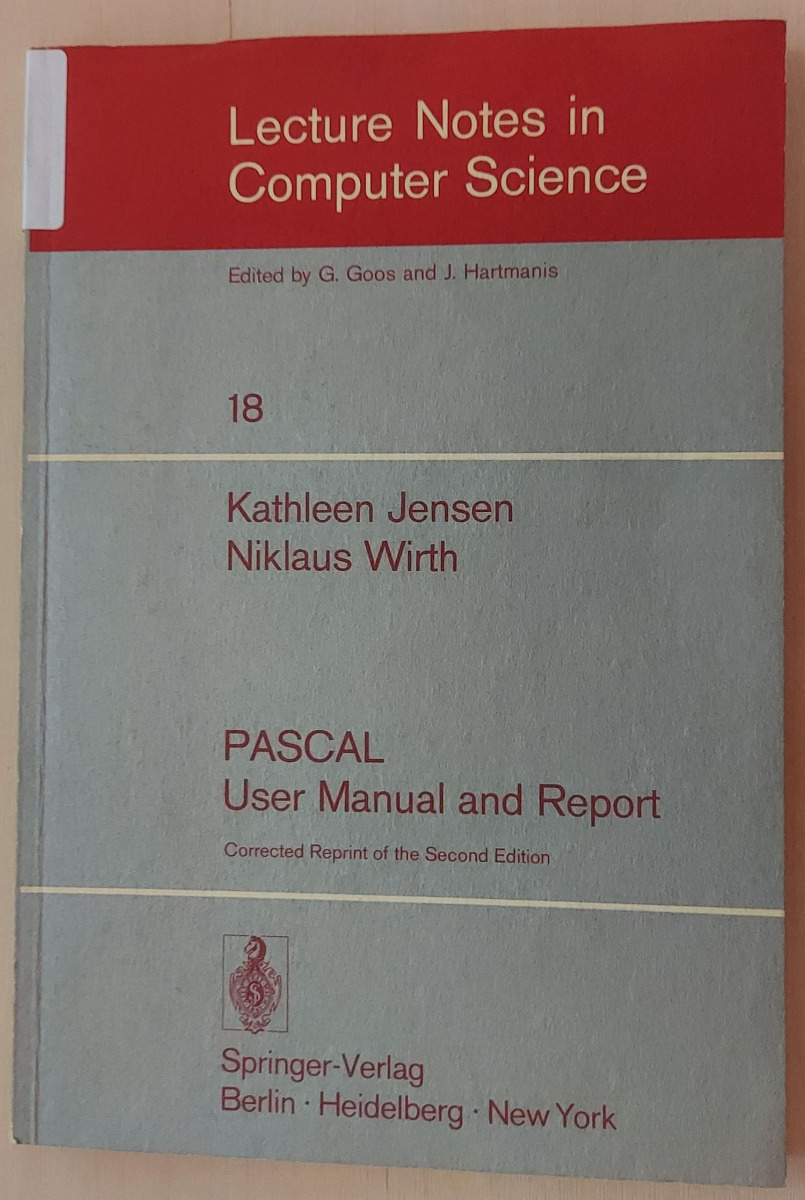 Lecture Notes in
Computer Science
Edited by G. Goos and J. Hartmanis
18
Kathleen Jensen
Niklaus Wirth
PASCAL
User Manual and Report
Corrected Reprint of the Second Edition
Springer-Verlag
Berlin · Heidelberg · New York